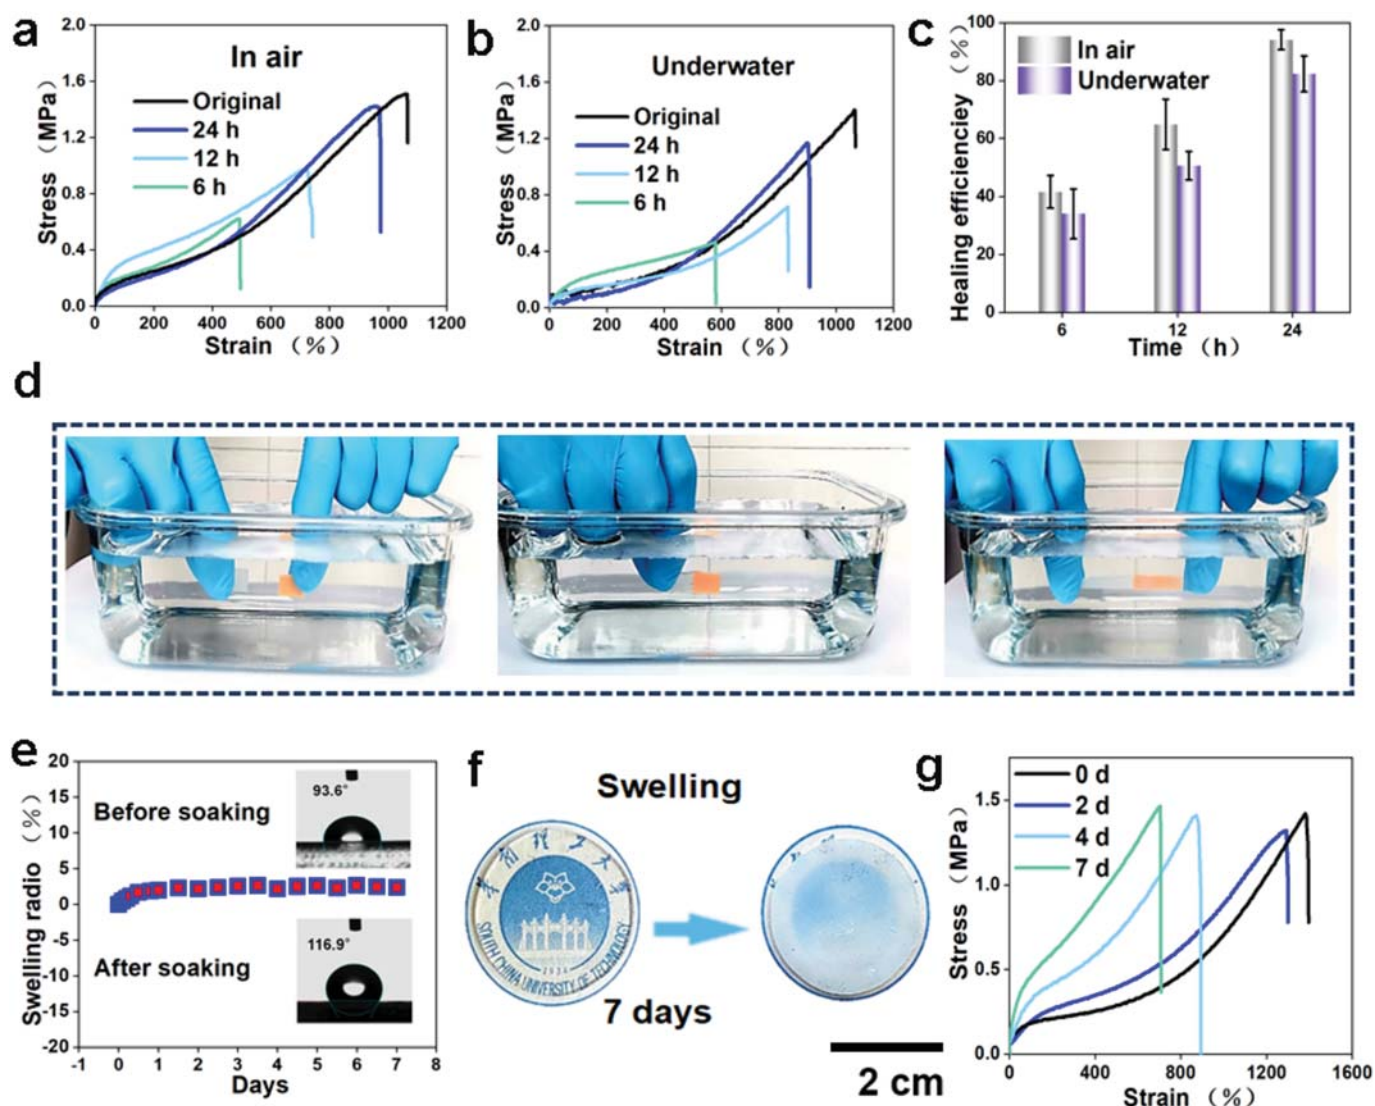 a
In air
Original
24 h
12 h
6 h
Stress (MPa)
2.0
1.6
1.2
0.8
0.4
0.0
0 200 400 600 800 1000 1200
Strain (%)
b
Underwater
Original
24 h
12 h
6 h
Stress (MPa)
2.0
1.6
1.2
0.8
0.4
0.0
0 200 400 600 800 1000 1200
Strain (%)
c
In air
Underwater
Healing efficienciey (%)
100
80
60
40
20
0
6 12 24
Time (h)
d
e
Before soaking
93.6°
After soaking
116.9°
Swelling radio (%)
20
15
10
5
0
-5
-10
-15
-20
-1 0 1 2 3 4 5 6 7 8
Days
f
Swelling
SOUTH CHINA UNIVERSITY OF TECHNOLOGY
7 days
2 cm
g
0 d
2 d
4 d
7 d
Stress (MPa)
1.5
1.0
0.5
0.0
0 400 800 1200 1600
Strain (%)